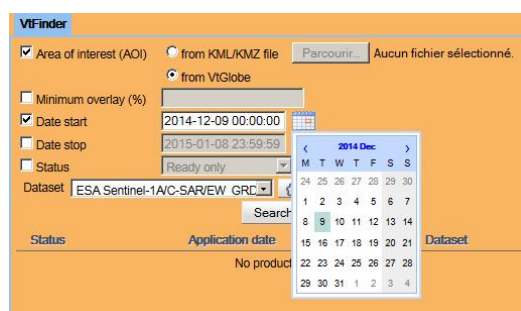 VtFinder
Area of interest (AOI) from KML/KMZ file Parcourir... Aucun fichier sélectionné.
from VtGlobe
Minimum overlay (%)
Date start 2014-12-09 00:00:00
Date stop 2015-01-08 23:59:59
Status Ready only
Dataset ESA Sentinel-1A/C-SAR/EW_GRD
Search
Status Application date Dataset
No product
‹ 2014 Dec ›
M T W T F S S
24 25 26 27 28 29 30
1 2 3 4 5 6 7
8 9 10 11 12 13 14
15 16 17 18 19 20 21
22 23 24 25 26 27 28
29 30 31 1 2 3 4